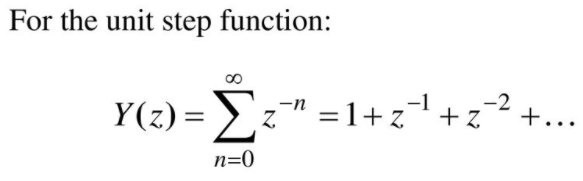 For the unit step function:
Y(z) = ∑_{n=0}^{∞} z^{-n} = 1 + z^{-1} + z^{-2} + ...